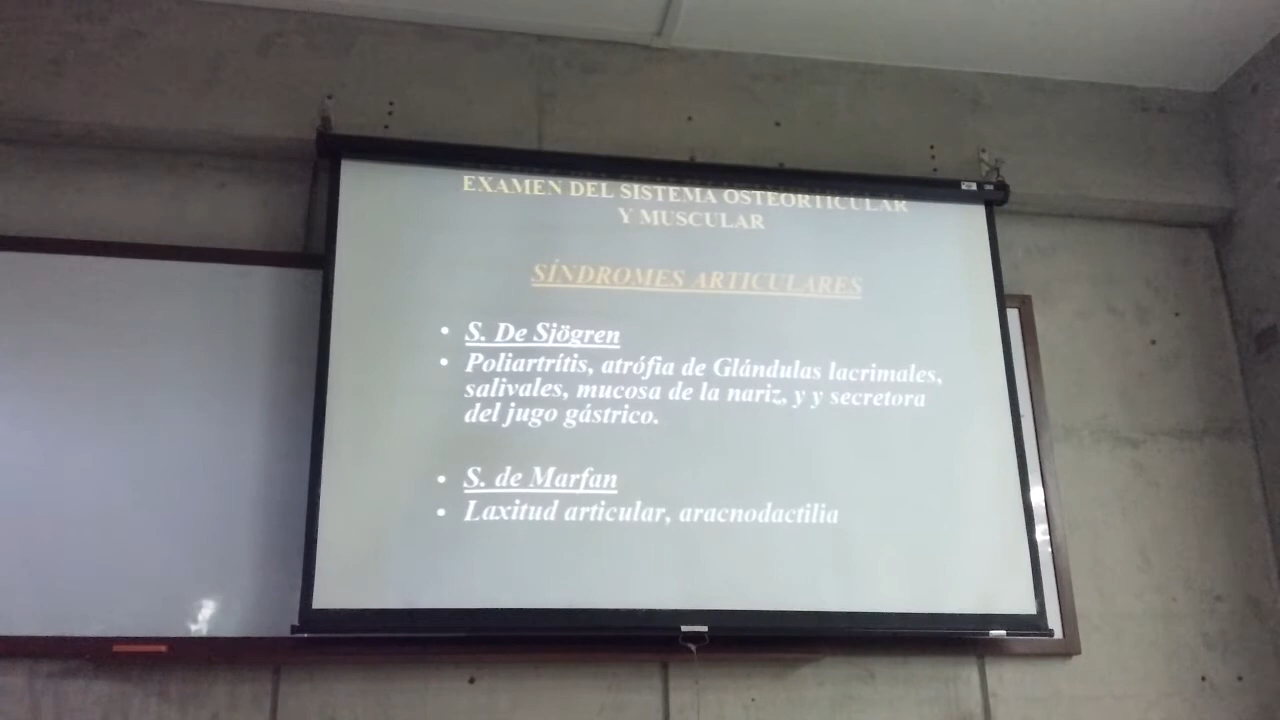 EXAMEN DEL SISTEMA OSTEORTICULAR
Y MUSCULAR
SÍNDROMES ARTICULARES
• S. De Sjögren
• Poliartrítis, atrófia de Glándulas lacrimales,
salivales, mucosa de la nariz, y y secretora
del jugo gástrico.
• S. de Marfan
• Laxitud articular, aracnodactilia